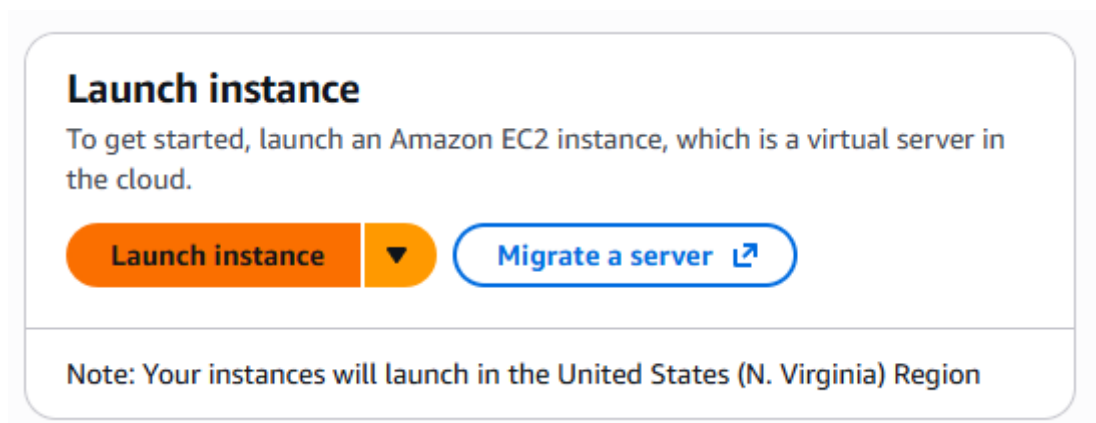 Launch instance
To get started, launch an Amazon EC2 instance, which is a virtual server in
the cloud.
Launch instance
Migrate a server
Note: Your instances will launch in the United States (N. Virginia) Region